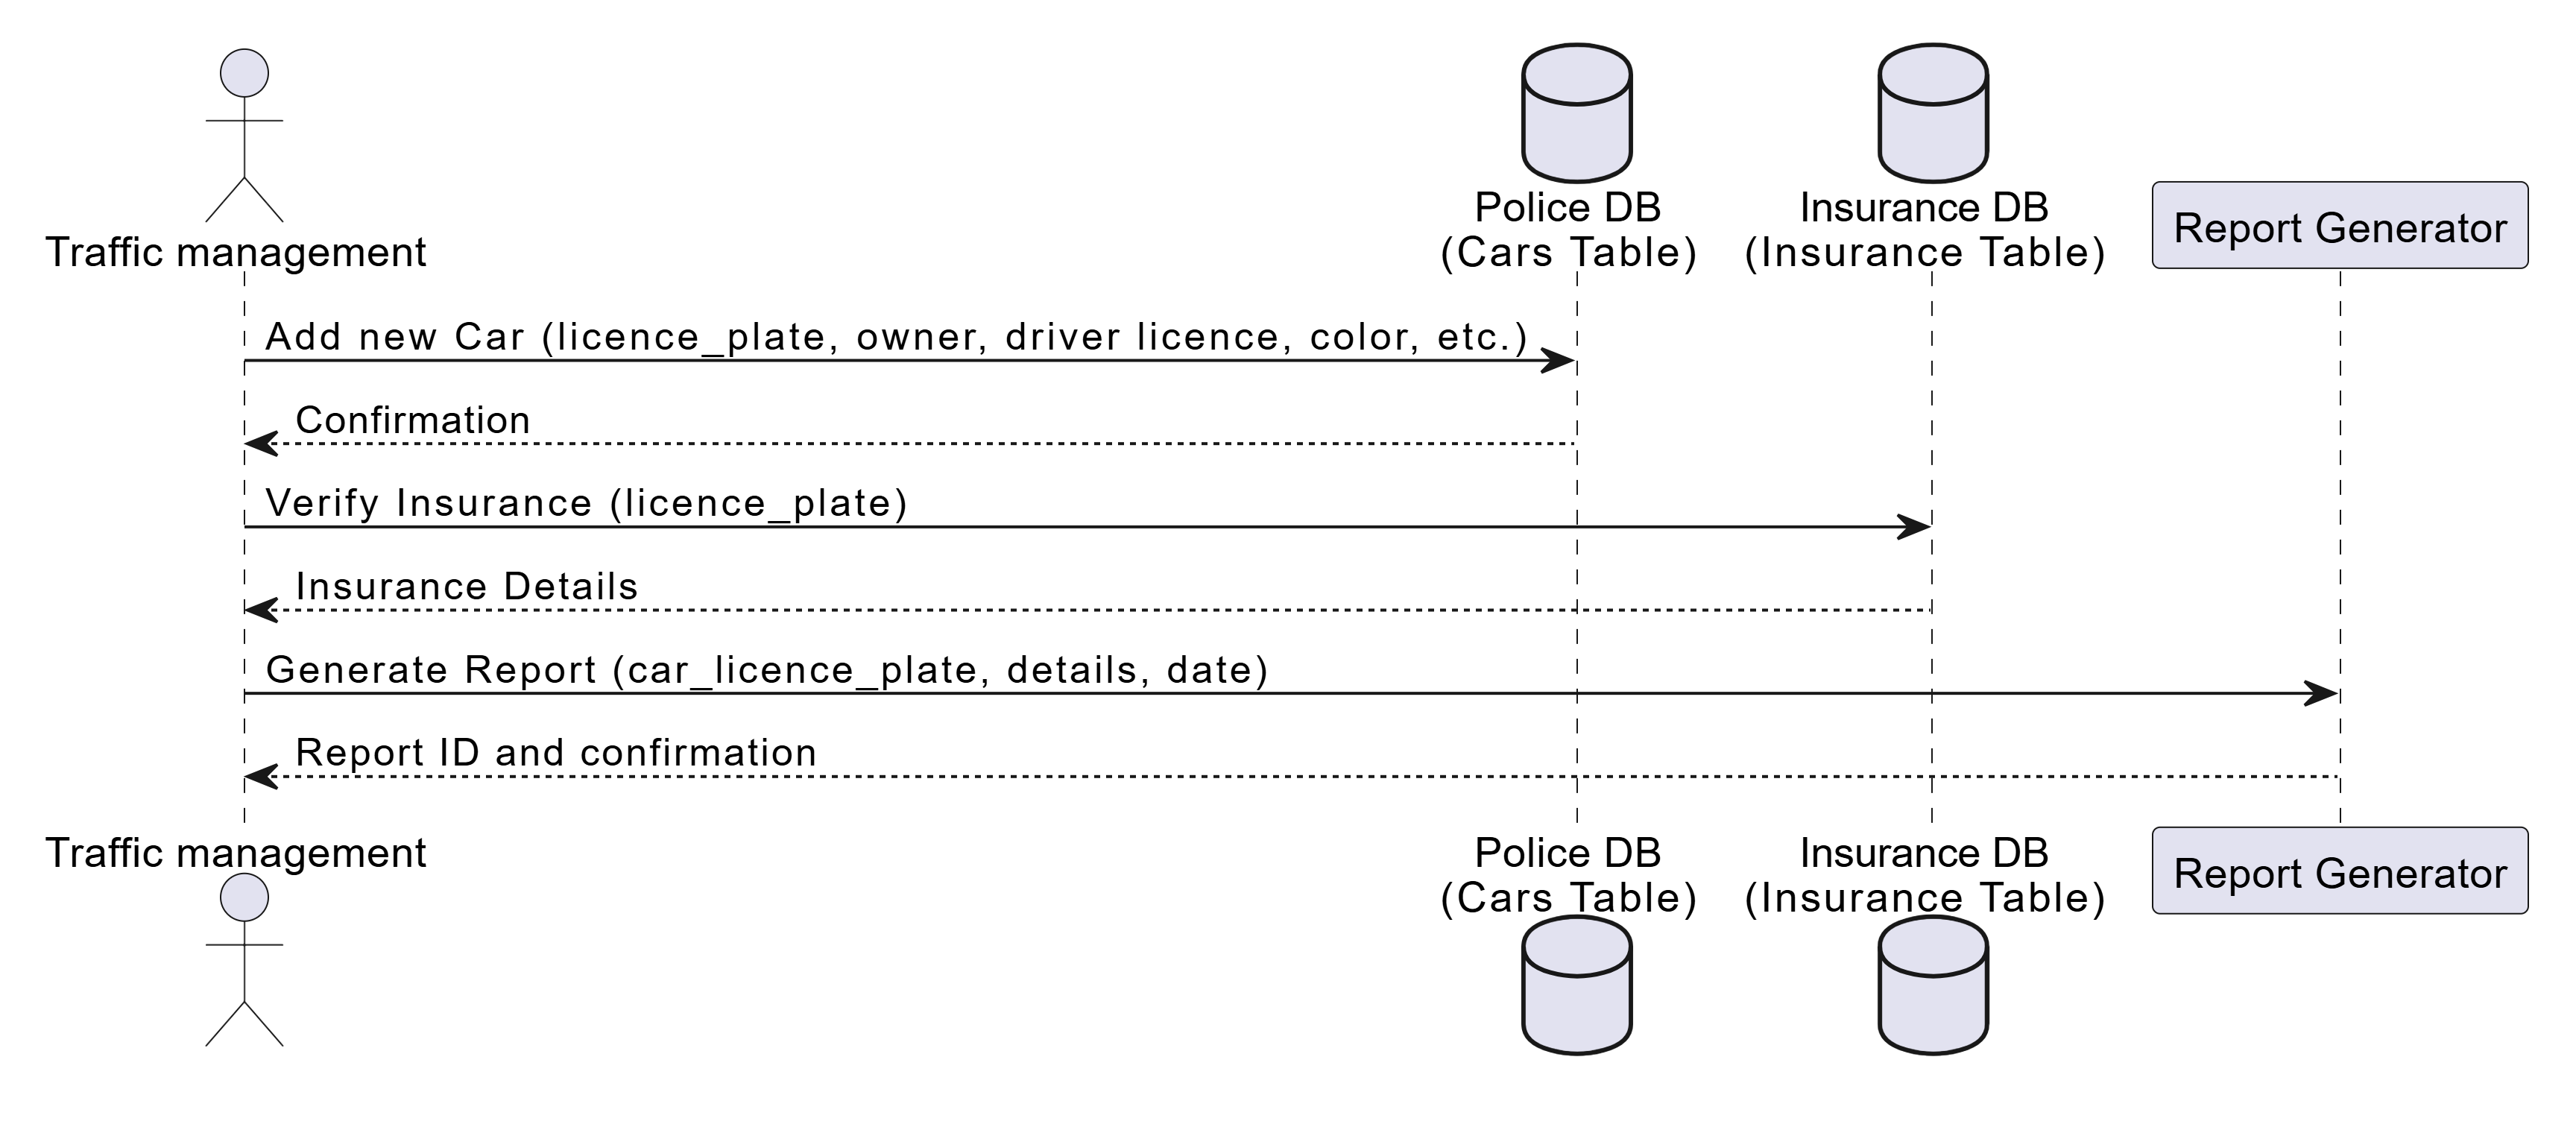 Traffic management
Police DB
(Cars Table)
Insurance DB
(Insurance Table)
Report Generator
Add new Car (licence_plate, owner, driver licence, color, etc.)
Confirmation
Verify Insurance (licence_plate)
Insurance Details
Generate Report (car_licence_plate, details, date)
Report ID and confirmation
Traffic management
Police DB
(Cars Table)
Insurance DB
(Insurance Table)
Report Generator